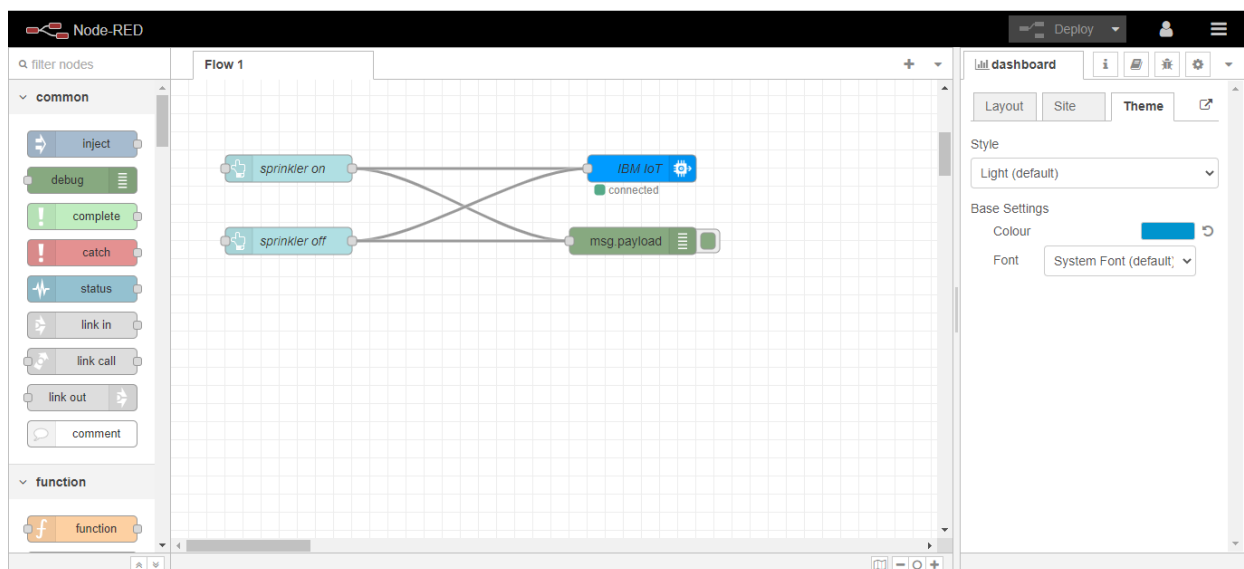 Node-RED
Deploy
filter nodes
Flow 1
dashboard
i
common
Layout
Site
Theme
inject
Style
sprinkler on
IBM IoT
Light (default)
debug
connected
Base Settings
complete
Colour
sprinkler off
msg.payload
catch
Font
System Font (default)
status
link in
link call
link out
comment
function
f
function